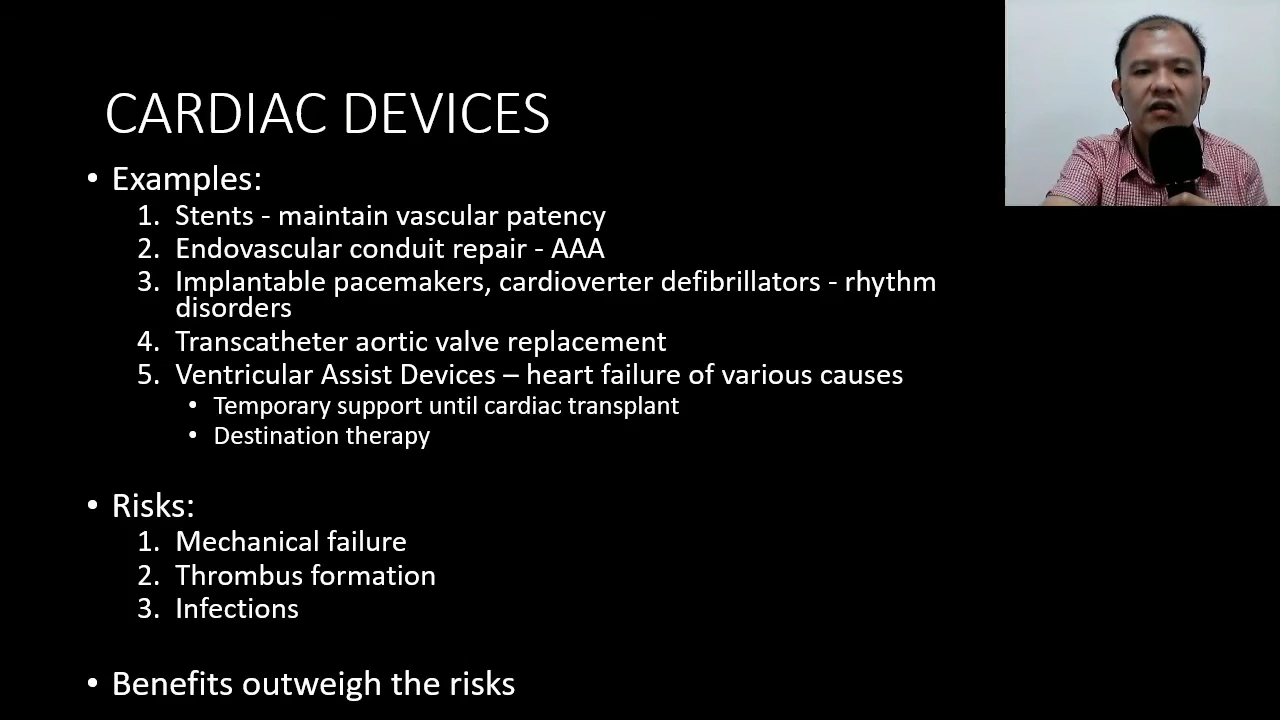 CARDIAC DEVICES
• Examples:
1. Stents - maintain vascular patency
2. Endovascular conduit repair - AAA
3. Implantable pacemakers, cardioverter defibrillators - rhythm
disorders
4. Transcatheter aortic valve replacement
5. Ventricular Assist Devices – heart failure of various causes
• Temporary support until cardiac transplant
• Destination therapy
• Risks:
1. Mechanical failure
2. Thrombus formation
3. Infections
• Benefits outweigh the risks